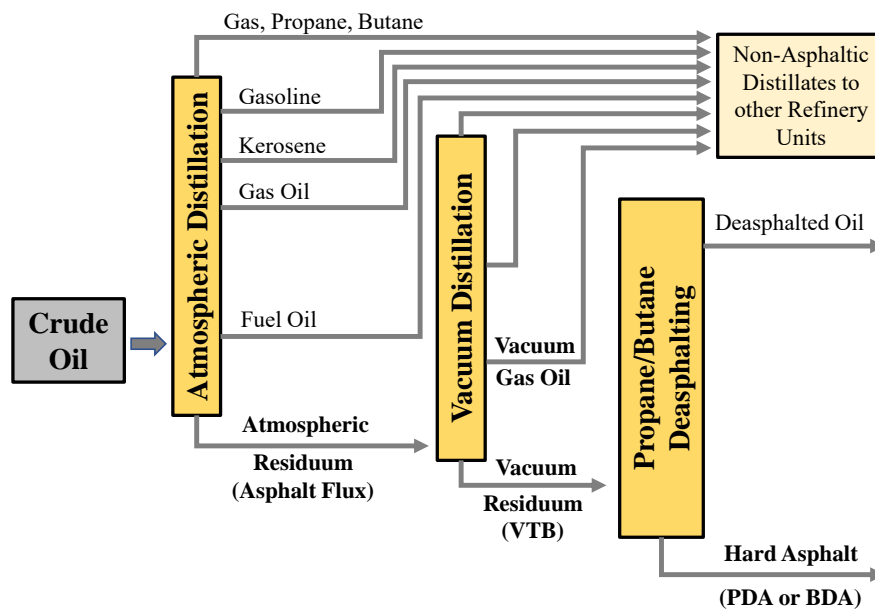 Gas, Propane, Butane
Non-Asphaltic
Distillates to
other Refinery
Units
Atmospheric Distillation
Gasoline
Kerosene
Gas Oil
Fuel Oil
Crude
Oil
Atmospheric
Residuum
(Asphalt Flux)
Vacuum Distillation
Vacuum
Gas Oil
Vacuum
Residuum
(VTB)
Propane/Butane
Deasphalting
Deasphalted Oil
Hard Asphalt
(PDA or BDA)